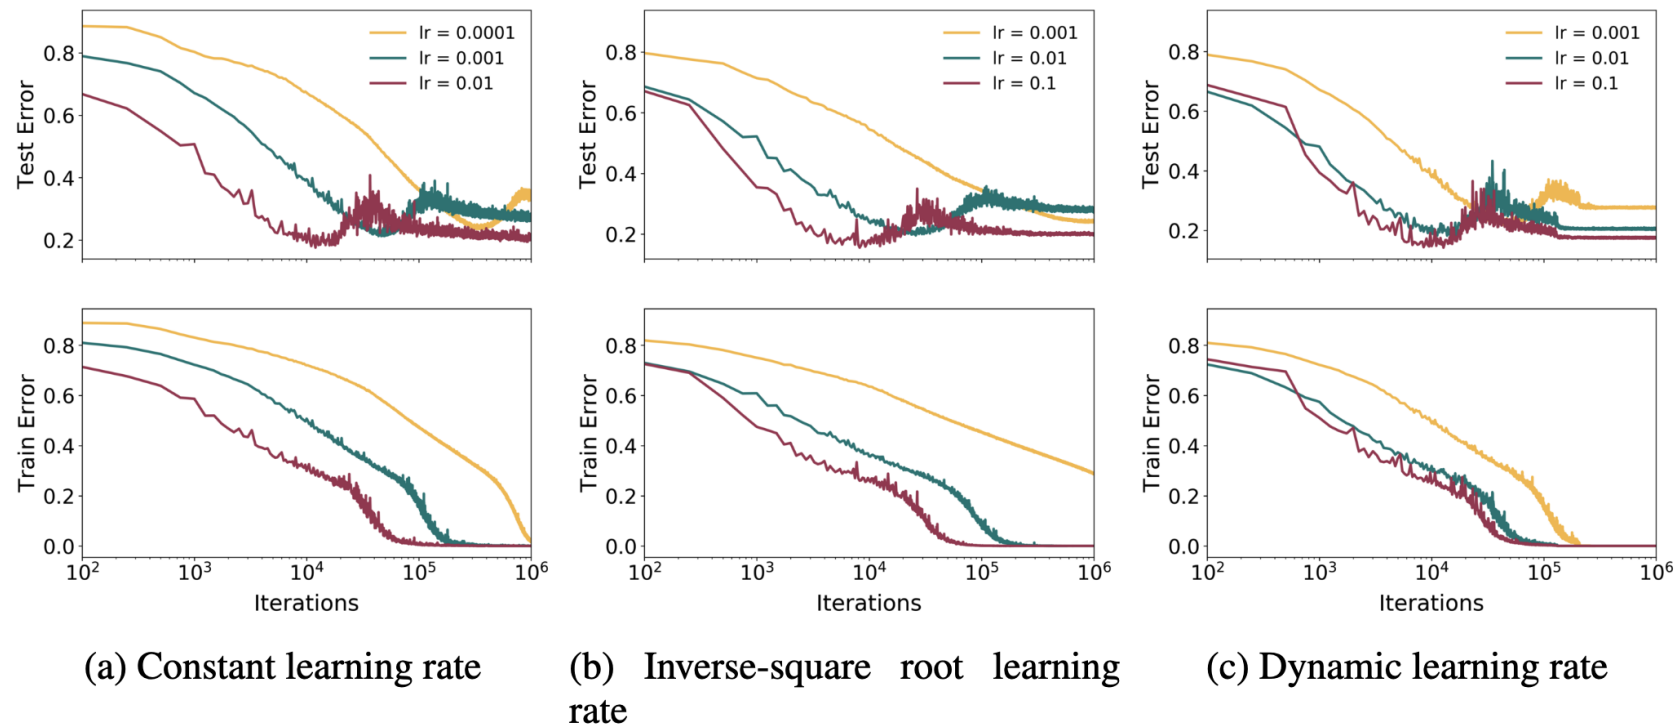 Test Error
0.8
0.6
0.4
0.2
lr = 0.0001
lr = 0.001
lr = 0.01
Test Error
0.8
0.6
0.4
0.2
lr = 0.001
lr = 0.01
lr = 0.1
Test Error
0.8
0.6
0.4
0.2
lr = 0.001
lr = 0.01
lr = 0.1
Train Error
0.8
0.6
0.4
0.2
0.0
10² 10³ 10⁴ 10⁵ 10⁶
Iterations
Train Error
0.8
0.6
0.4
0.2
0.0
10² 10³ 10⁴ 10⁵ 10⁶
Iterations
Train Error
0.8
0.6
0.4
0.2
0.0
10² 10³ 10⁴ 10⁵ 10⁶
Iterations
(a) Constant learning rate
(b) Inverse-square root learning
rate
(c) Dynamic learning rate